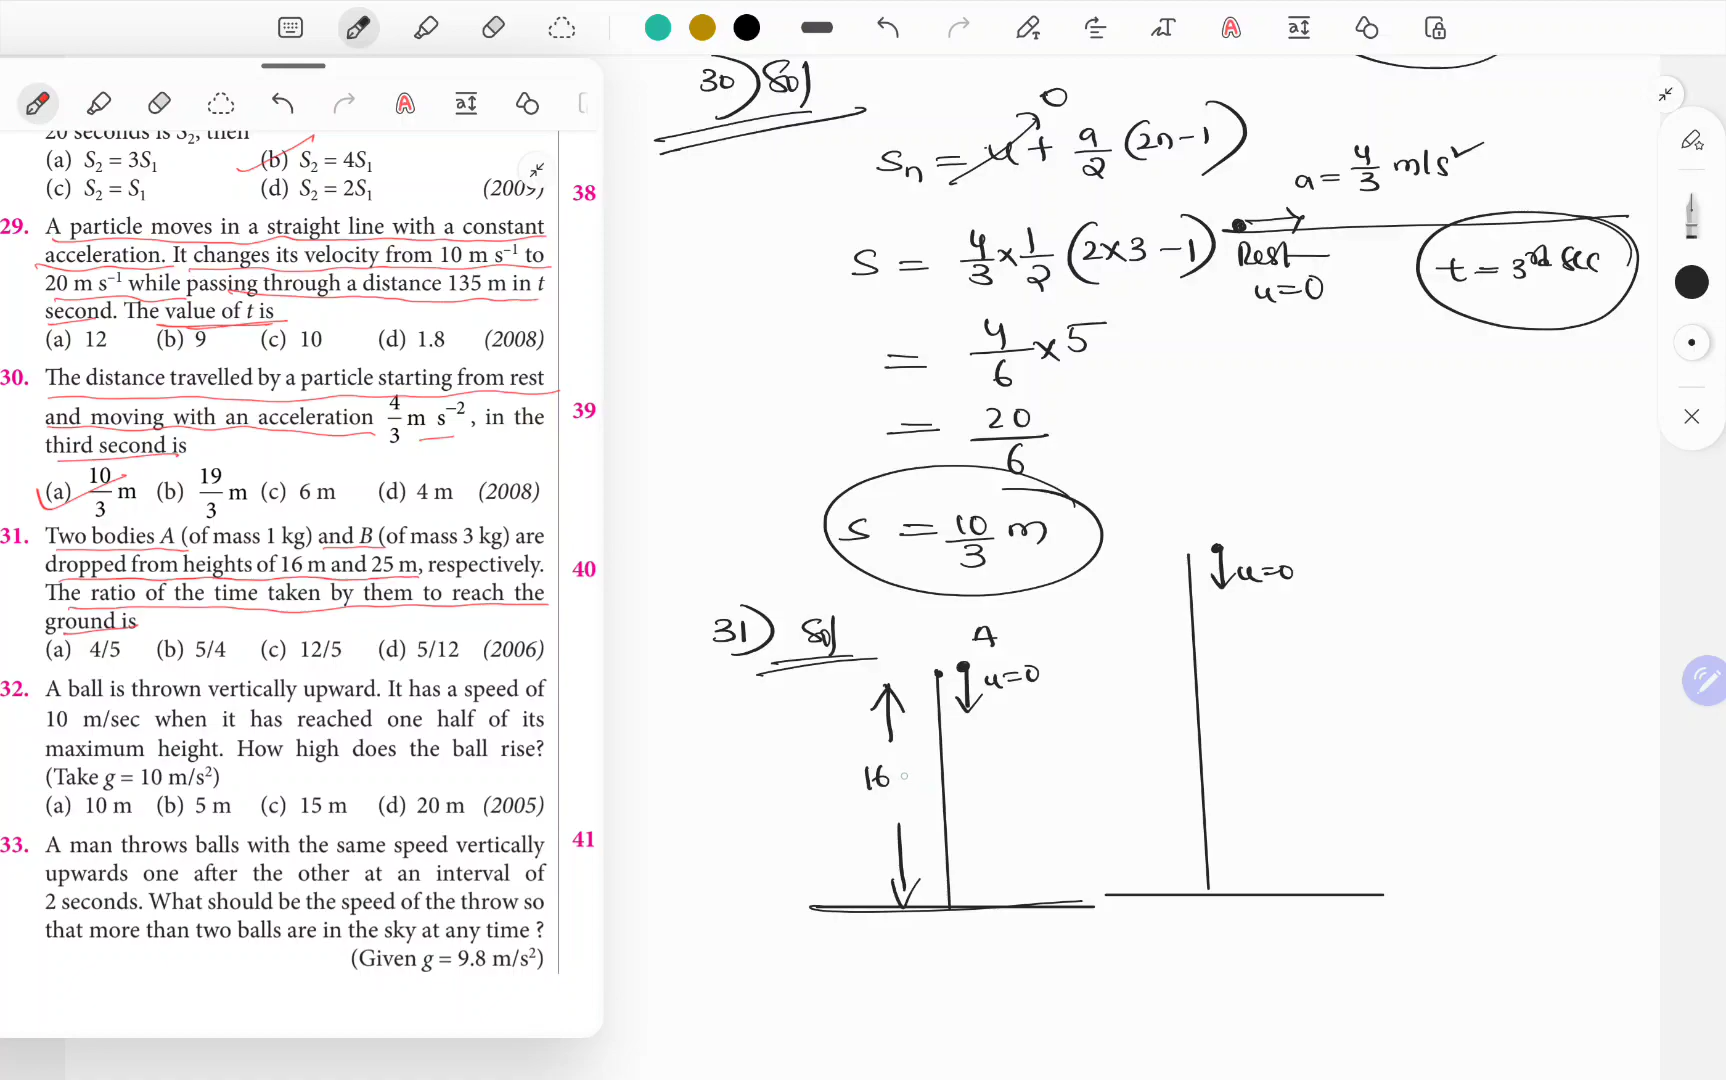 20 seconds is S₂, then
(a) S₂ = 3S₁ (b) S₂ = 4S₁
(c) S₂ = S₁ (d) S₂ = 2S₁
29. A particle moves in a straight line with a constant
acceleration. It changes its velocity from 10 m s⁻¹ to
20 m s⁻¹ while passing through a distance 135 m in t
second. The value of t is
(a) 12 (b) 9 (c) 10 (d) 1.8 (2008)
30. The distance travelled by a particle starting from rest
and moving with an acceleration 4/3 m s⁻², in the
third second is
(a) 10/3 m (b) 19/3 m (c) 6 m (d) 4 m (2008)
31. Two bodies A (of mass 1 kg) and B (of mass 3 kg) are
dropped from heights of 16 m and 25 m, respectively.
The ratio of the time taken by them to reach the
ground is
(a) 4/5 (b) 5/4 (c) 12/5 (d) 5/12 (2006)
32. A ball is thrown vertically upward. It has a speed of
10 m/sec when it has reached one half of its
maximum height. How high does the ball rise?
(Take g = 10 m/s²)
(a) 10 m (b) 5 m (c) 15 m (d) 20 m (2005)
33. A man throws balls with the same speed vertically
upwards one after the other at an interval of
2 seconds. What should be the speed of the throw so
that more than two balls are in the sky at any time ?
(Given g = 9.8 m/s²)
38
39
40
41
30) Sol
0
Sn = u + a/2 (2n-1)
a = 4/3 m/s²
S = 4/3 × 1/2 (2×3 -1)
Rest
u=0
t = 3rd sec
= 4/6 × 5
= 20/6
S = 10/3 m
31) Sol
A
u=0
16
u=0